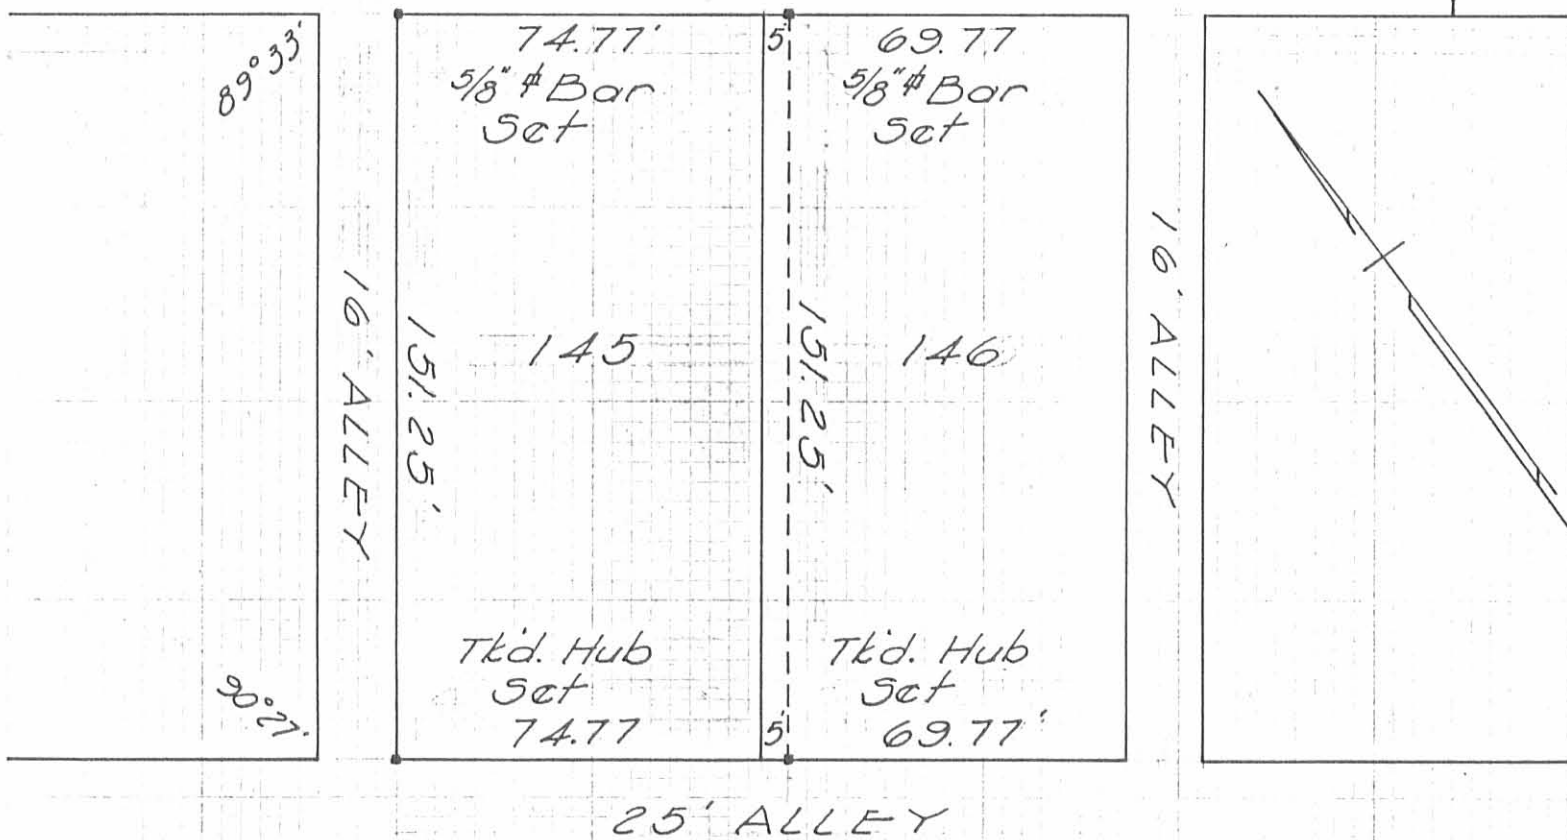 89°33'
74.77'
5/8" ⌀ Bar
Set
5'
69.77
5/8" ⌀ Bar
Set
16' ALLEY
151.25'
145
151.25'
146
16' ALLEY
90°27'
Tk'd. Hub
Set
74.77
5'
Tk'd. Hub
Set
69.77'
25' ALLEY